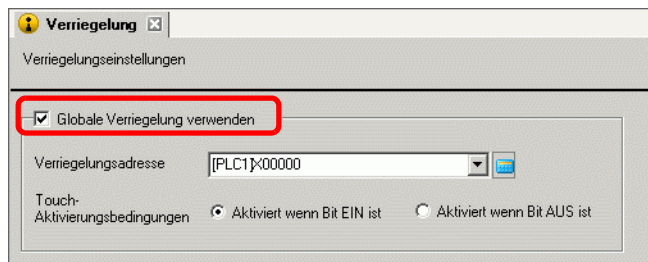 Verriegelung
Verriegelungseinstellungen
Globale Verriegelung verwenden
Verriegelungsadresse [PLC1]X00000
Touch-
Aktivierungsbedingungen Aktiviert wenn Bit EIN ist Aktiviert wenn Bit AUS ist